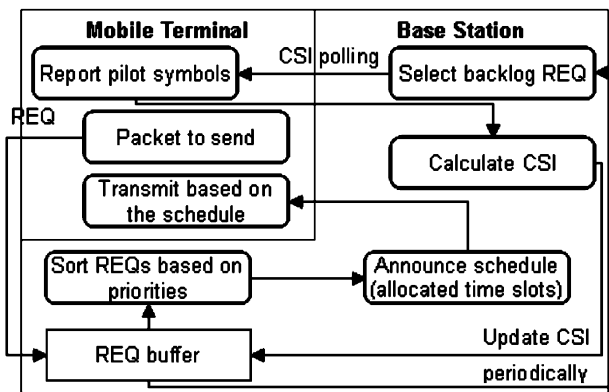 Mobile Terminal
Base Station
Report pilot symbols
CSI polling
Select backlog REQ
REQ
Packet to send
Calculate CSI
Transmit based on
the schedule
Sort REQs based on
priorities
Announce schedule
(allocated time slots)
REQ buffer
Update CSI
periodically